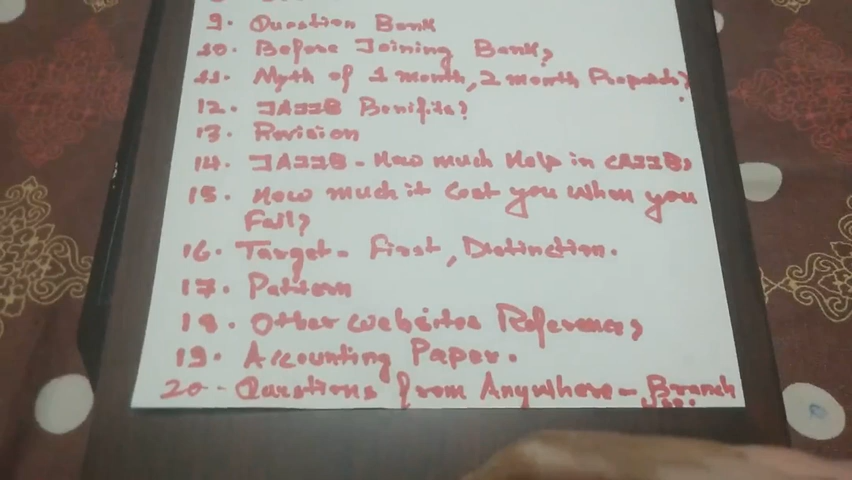 9. Question Bank
10. Before Joining Bank?
11. Myth of 1 month, 2 month Preparation?
12. JAIIB Benifits?
13. Revision
14. JAIIB - How much Help in CAIIB?
15. How much it Cost you When you
Fail?
16. Target - First, Distinction.
17. Pattern
18. Other websites Reference?
19. Accounting Paper.
20. Questions from Anywhere - Branch